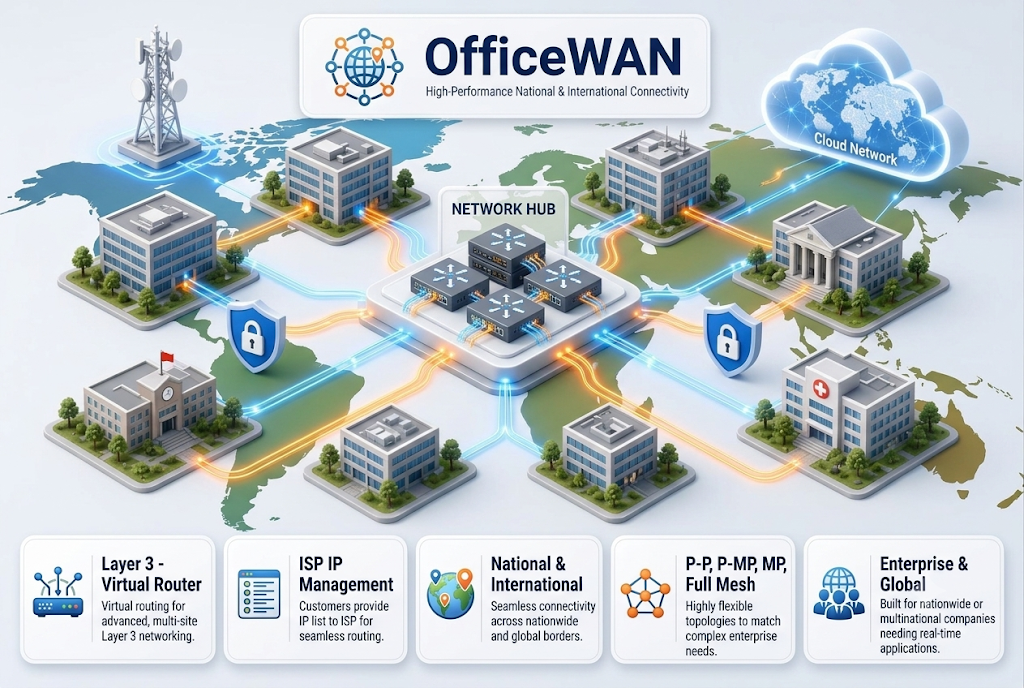 OfficeWAN
High-Performance National & International Connectivity
Cloud Network
NETWORK HUB
Layer 3 -
Virtual Router
Virtual routing for
advanced, multi-site
Layer 3 networking.
ISP IP
Management
Customers provide
IP list to ISP for
seamless routing.
National &
International
Seamless connectivity
across nationwide
and global borders.
P-P, P-MP, MP,
Full Mesh
Highly flexible
topologies to match
complex enterprise
needs.
Enterprise &
Global
Built for nationwide or
multinational companies
needing real-time
applications.